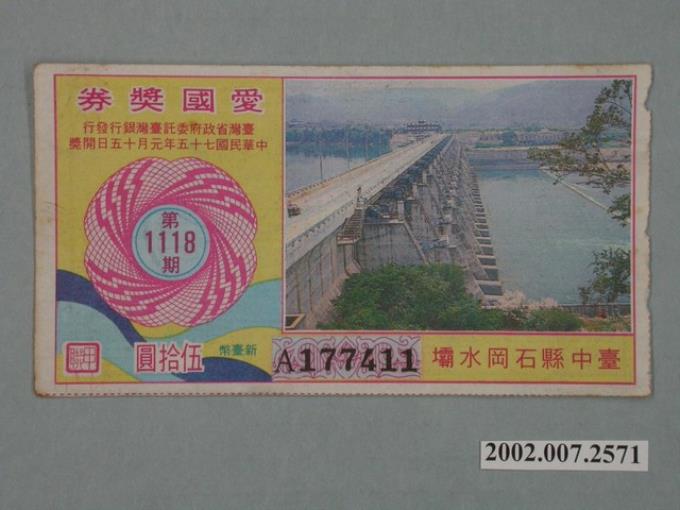 愛國獎券
臺灣省政府委託臺灣銀行發行
中華民國七十五年元月十五日開獎
第
1118
期
新臺幣 伍拾圓
A177411
臺中縣石岡水壩
2002.007.2571